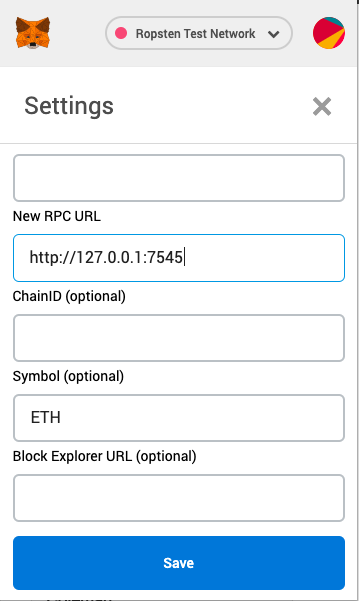 Ropsten Test Network
Settings
New RPC URL
http://127.0.0.1:7545
ChainID (optional)
Symbol (optional)
ETH
Block Explorer URL (optional)
Save